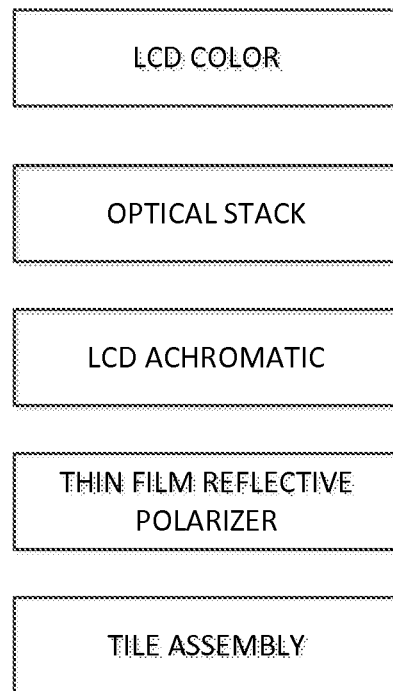 LCD COLOR
OPTICAL STACK
LCD ACHROMATIC
THIN FILM REFLECTIVE
POLARIZER
TILE ASSEMBLY